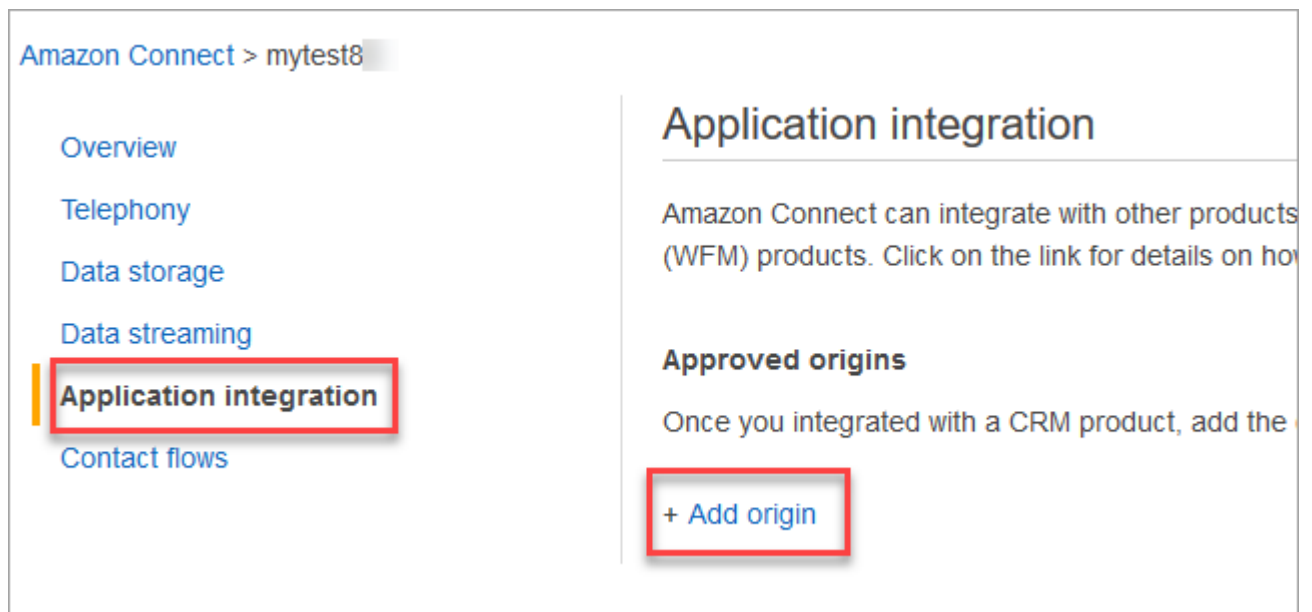 Amazon Connect > mytest8
Overview
Telephony
Data storage
Data streaming
Application integration
Contact flows
Application integration
Amazon Connect can integrate with other products
(WFM) products. Click on the link for details on
Approved origins
Once you integrated with a CRM product, add the
+ Add origin